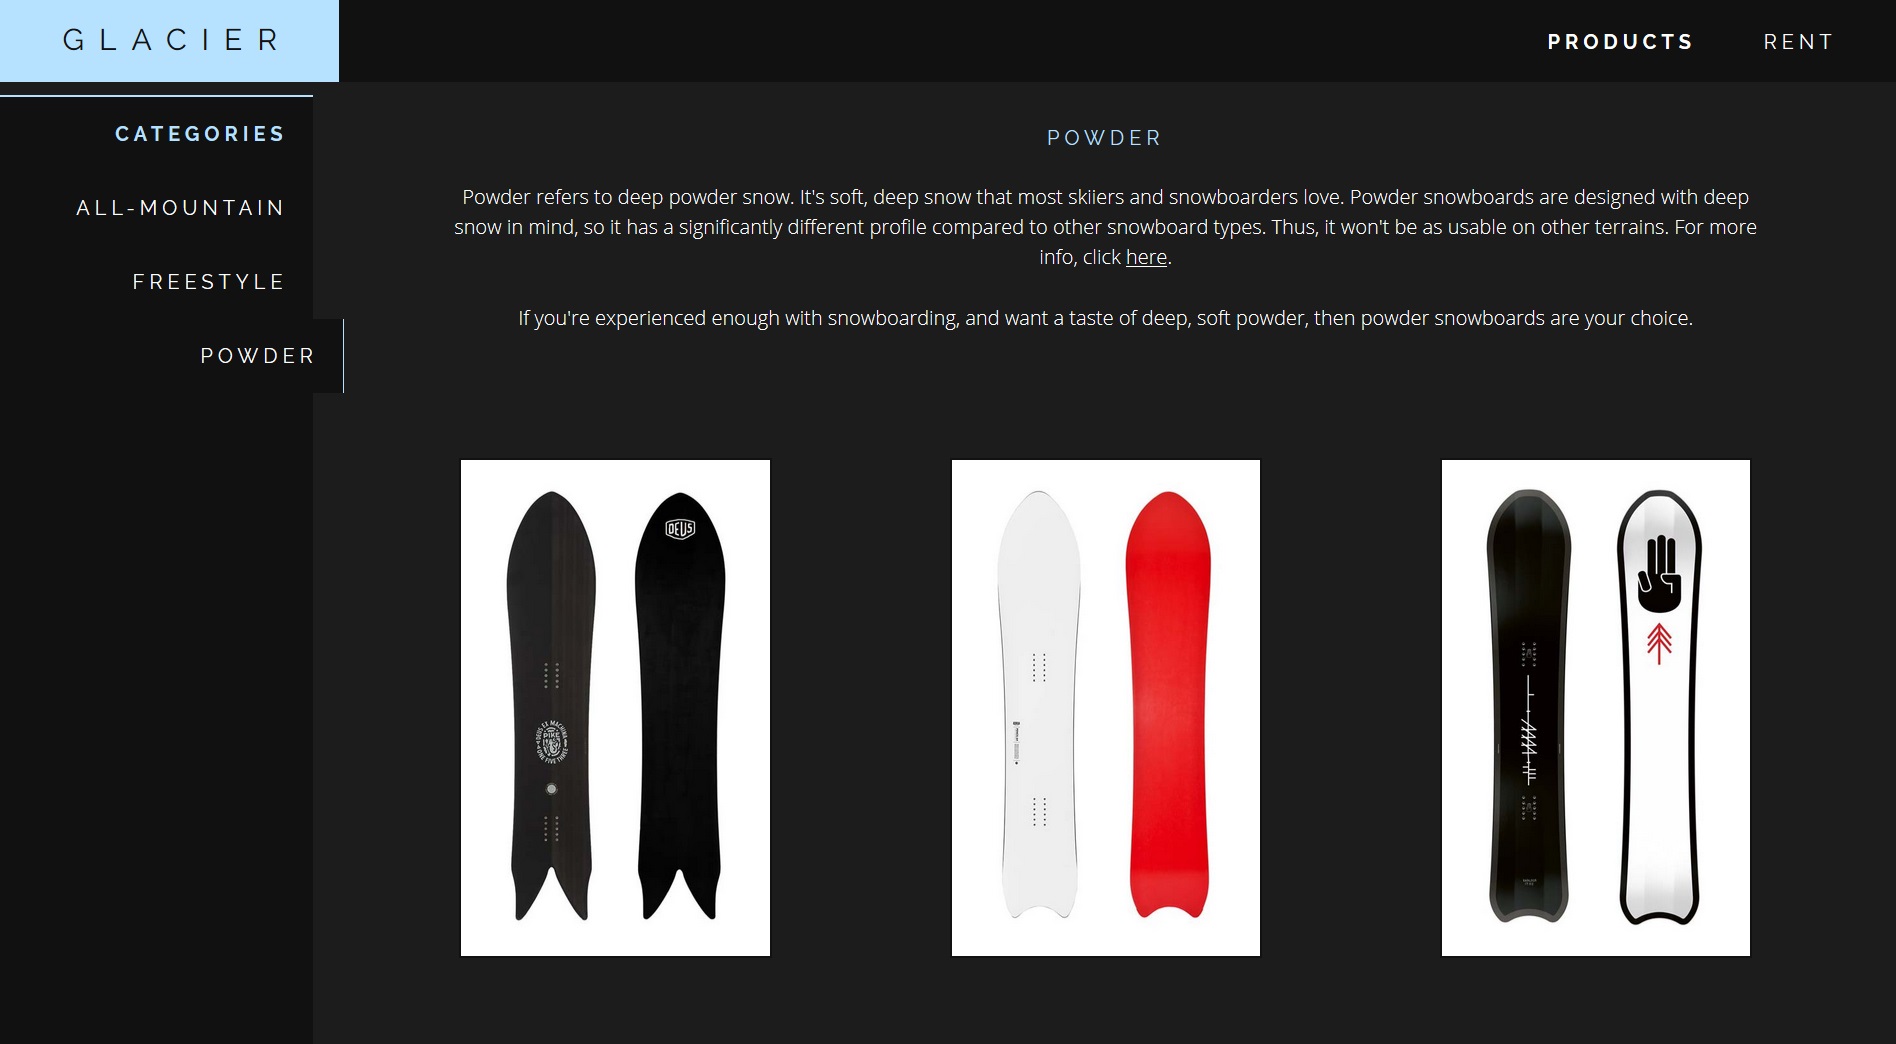 GLACIER
PRODUCTS
RENT
CATEGORIES
ALL-MOUNTAIN
FREESTYLE
POWDER
POWDER
Powder refers to deep powder snow. It's soft, deep snow that most skiiers and snowboarders love. Powder snowboards are designed with deep
snow in mind, so it has a significantly different profile compared to other snowboard types. Thus, it won't be as usable on other terrains. For more
info, click here.
If you're experienced enough with snowboarding, and want a taste of deep, soft powder, then powder snowboards are your choice.
DEUS
DEUS EX MACHINA
PIKE
ONE FIVE THREE